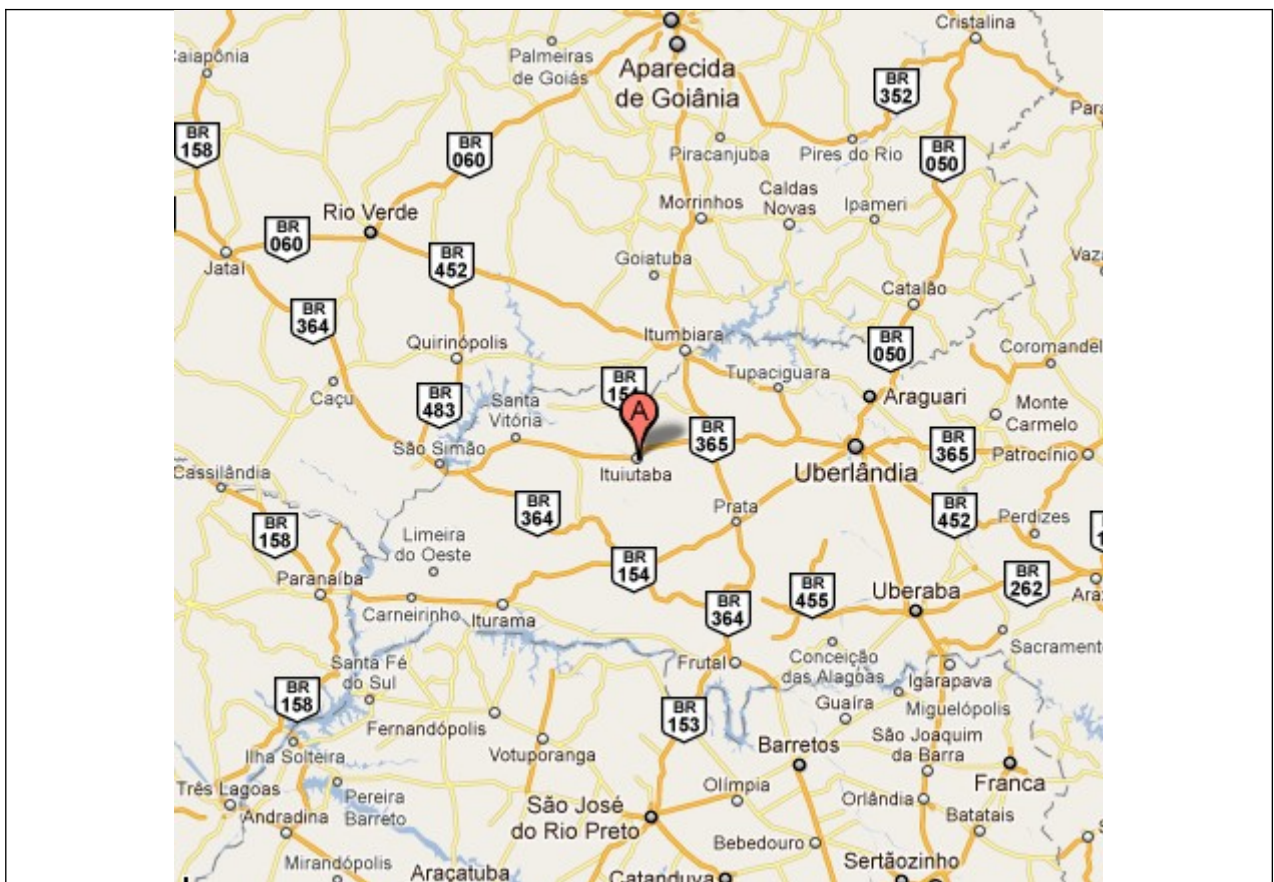 Cristalina
Caiapônia
Palmeiras
de Goiás
Aparecida
de Goiânia
BR
352
BR
158
BR
060
Piracanjuba
Pires do Rio
BR
050
Caldas
Novas
Morrinhos
Ipameri
Rio Verde
BR
060
BR
452
Goiatuba
Jataí
Catalão
BR
364
Itumbiara
BR
050
Quirinópolis
Coromandel
Tupaciguara
BR
154
Caçu
BR
483
Santa
Vitória
A
Araguari
Monte
Carmelo
BR
365
BR
365
São Simão
Patrocínio
Cassilândia
Ituiutaba
Uberlândia
BR
364
Prata
BR
452
Perdizes
BR
158
Limeira
do Oeste
BR
154
Paranaíba
BR
455
Uberaba
BR
262
Carneirinho
Iturama
BR
364
Sacramento
Santa Fé
do Sul
Frutal
Conceição
das Alagoas
Igarapava
BR
158
Guaíra
Miguelópolis
Fernandópolis
BR
153
Votuporanga
Ilha Solteira
Barretos
São Joaquim
da Barra
Franca
Três Lagoas
Pereira
Barreto
Olímpia
Orlândia
São José
do Rio Preto
Andradina
Batatais
Bebedouro
Mirandópolis
Araçatuba
Catanduva
Sertãozinho